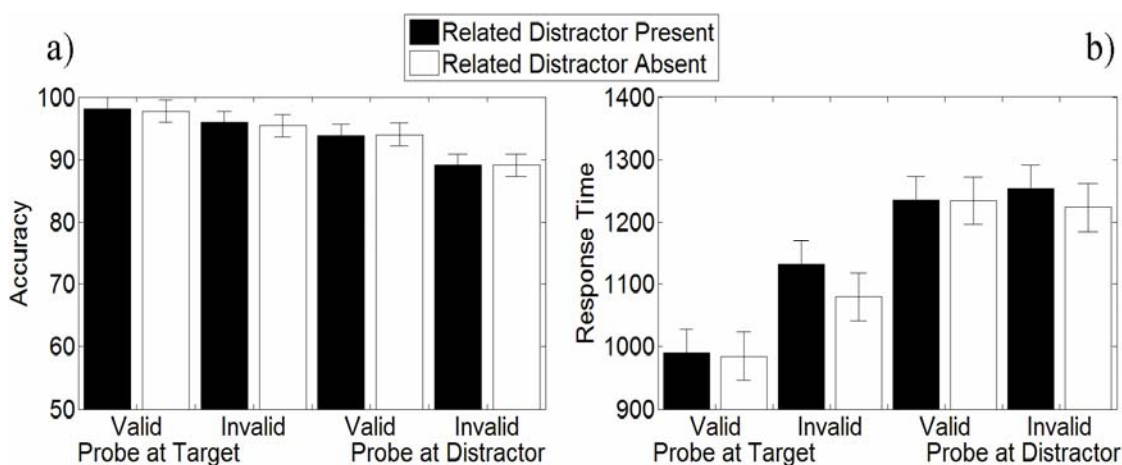 a)
Related Distractor Present
Related Distractor Absent
b)
Accuracy
100
90
80
70
60
50
Valid Invalid Valid Invalid
Probe at Target Probe at Distractor
Response Time
1400
1300
1200
1100
1000
900
Valid Invalid Valid Invalid
Probe at Target Probe at Distractor